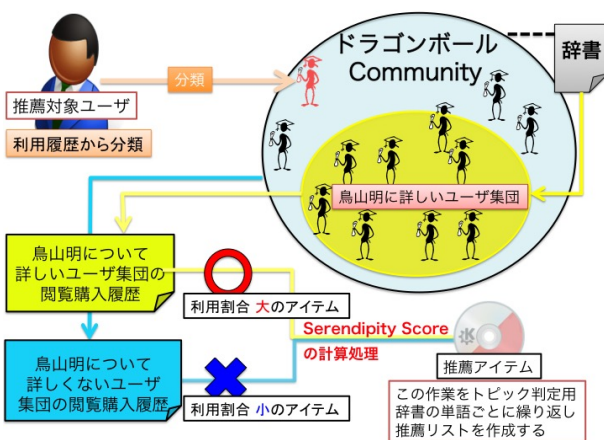 ドラゴンボール
Community
辞書
分類
推薦対象ユーザ
利用履歴から分類
鳥山明に詳しいユーザ集団
鳥山明について
詳しいユーザ集団の
閲覧購入履歴
利用割合 大のアイテム
Serendipity Score
の計算処理
鳥山明について
詳しくないユーザ
集団の閲覧購入履歴
利用割合 小のアイテム
推薦アイテム
この作業をトピック判定用
辞書の単語ごとに繰り返し
推薦リストを作成する